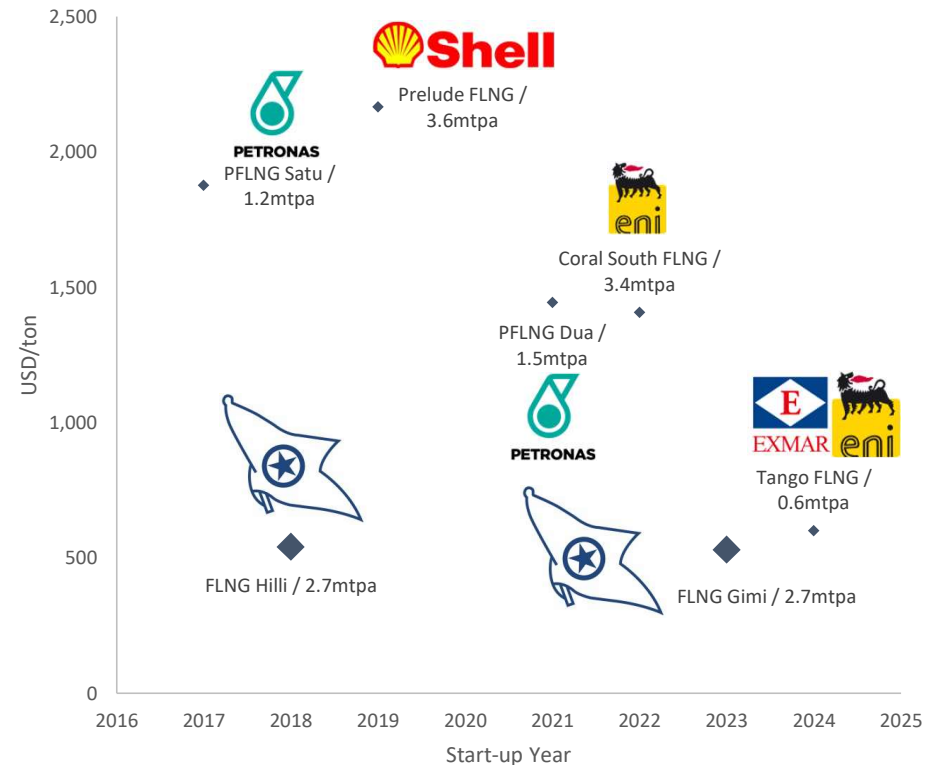 2,500
2,000
1,500
1,000
500
0
USD/ton
Shell
Prelude FLNG /
3.6mtpa
PETRONAS
PFLNG Satu /
1.2mtpa
eni
Coral South FLNG /
3.4mtpa
PFLNG Dua /
1.5mtpa
PETRONAS
E
EXMAR
eni
Tango FLNG /
0.6mtpa
FLNG Hilli / 2.7mtpa
FLNG Gimi / 2.7mtpa
2016 2017 2018 2019 2020 2021 2022 2023 2024 2025
Start-up Year